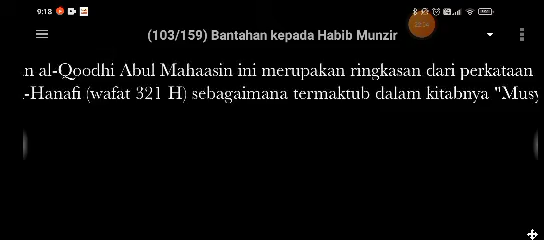 9:18
(103/159) Bantahan kepada Habib Munzir
n al-Qoodhi Abul Mahaasin ini merupakan ringkasan dari perkataan
-Hanafi (wafat 321 H) sebagaimana termaktub dalam kitabnya "Musy